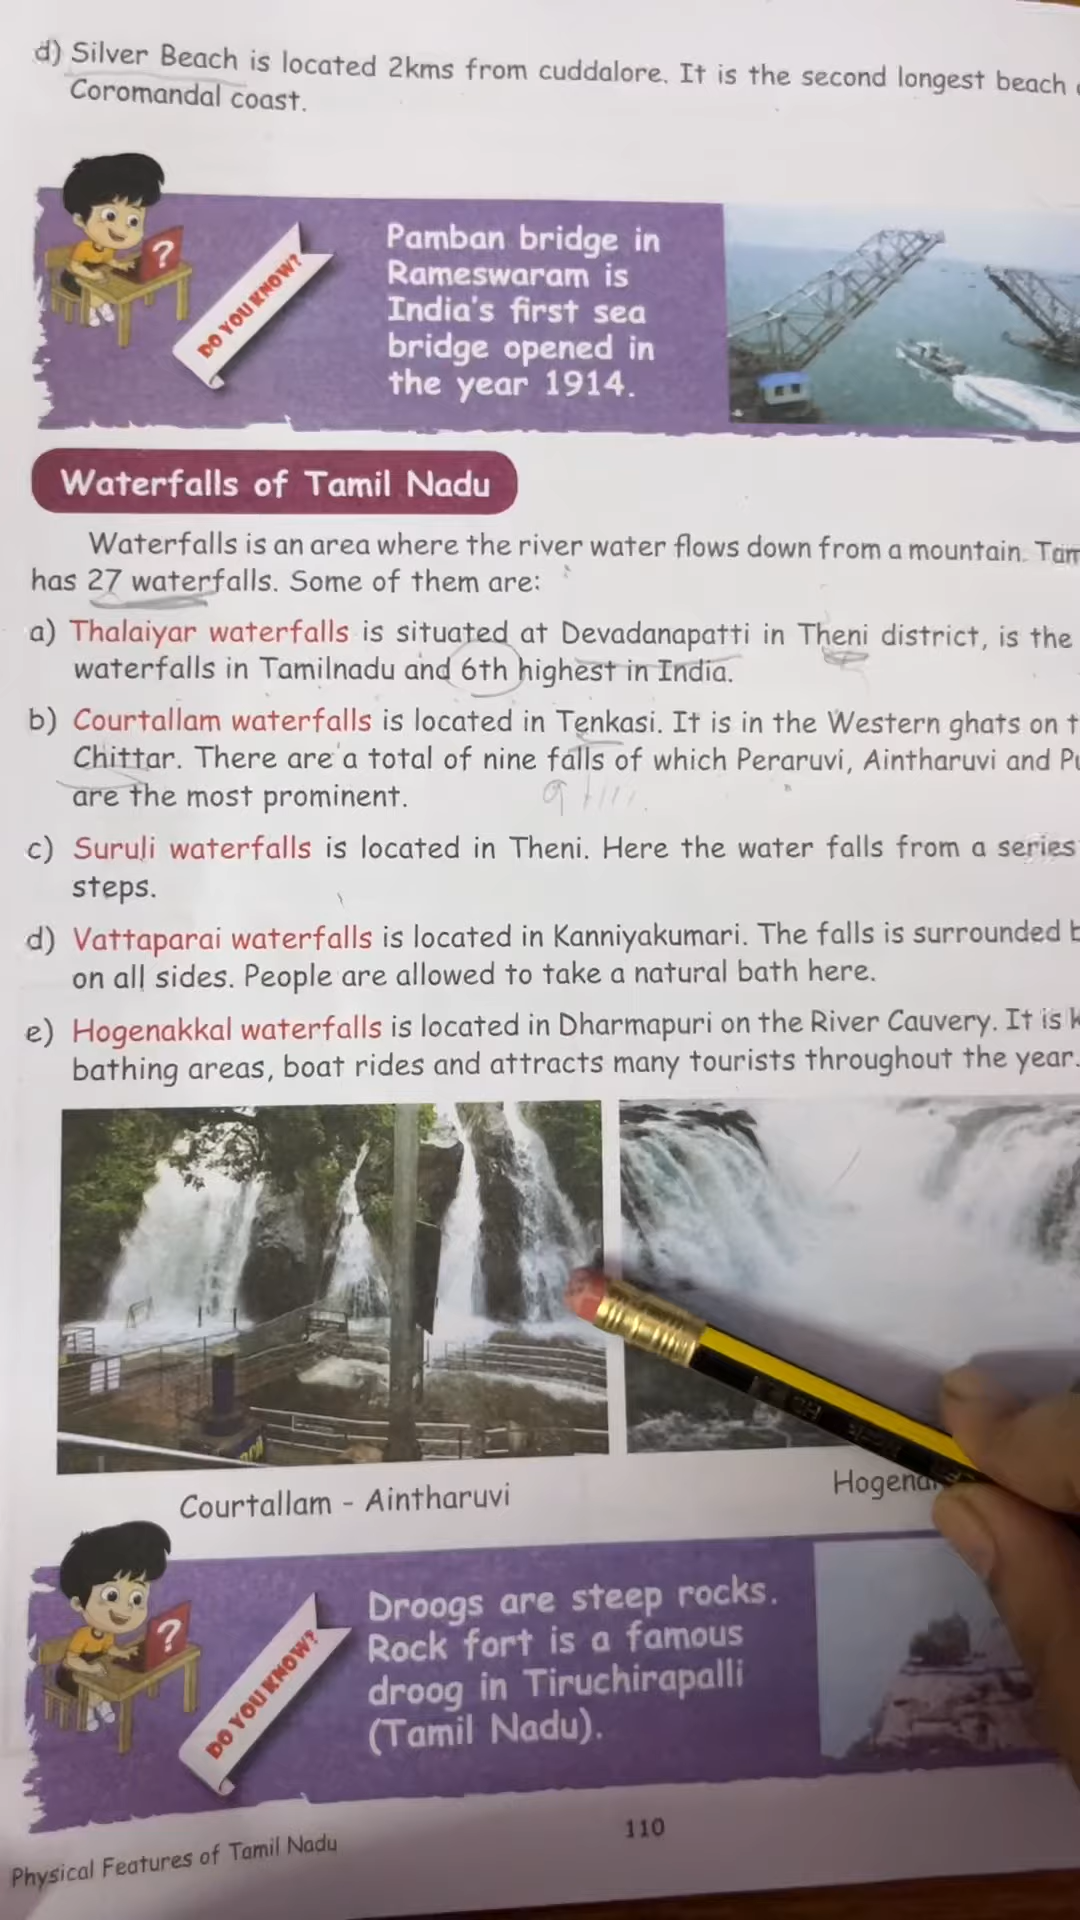 d) Silver Beach is located 2kms from cuddalore. It is the second longest beach
Coromandal coast.
?
DO YOU KNOW?
Pamban bridge in
Rameswaram is
India's first sea
bridge opened in
the year 1914.
Waterfalls of Tamil Nadu
Waterfalls is an area where the river water flows down from a mountain.
has 27 waterfalls. Some of them are:
a) Thalaiyar waterfalls is situated at Devadanapatti in Theni district, is the
waterfalls in Tamilnadu and 6th highest in India.
b) Courtallam waterfalls is located in Tenkasi. It is in the Western ghats on
Chittar. There are a total of nine falls of which Peraruvi, Aintharuvi and
are the most prominent.
9
c) Suruli waterfalls is located in Theni. Here the water falls from a series
steps.
d) Vattaparai waterfalls is located in Kanniyakumari. The falls is surrounded
on all sides. People are allowed to take a natural bath here.
e) Hogenakkal waterfalls is located in Dharmapuri on the River Cauvery. It is
bathing areas, boat rides and attracts many tourists throughout the year.
Courtallam - Aintharuvi
?
DO YOU KNOW?
Droogs are steep rocks.
Rock fort is a famous
droog in Tiruchirapalli
(Tamil Nadu).
110
Physical Features of Tamil Nadu